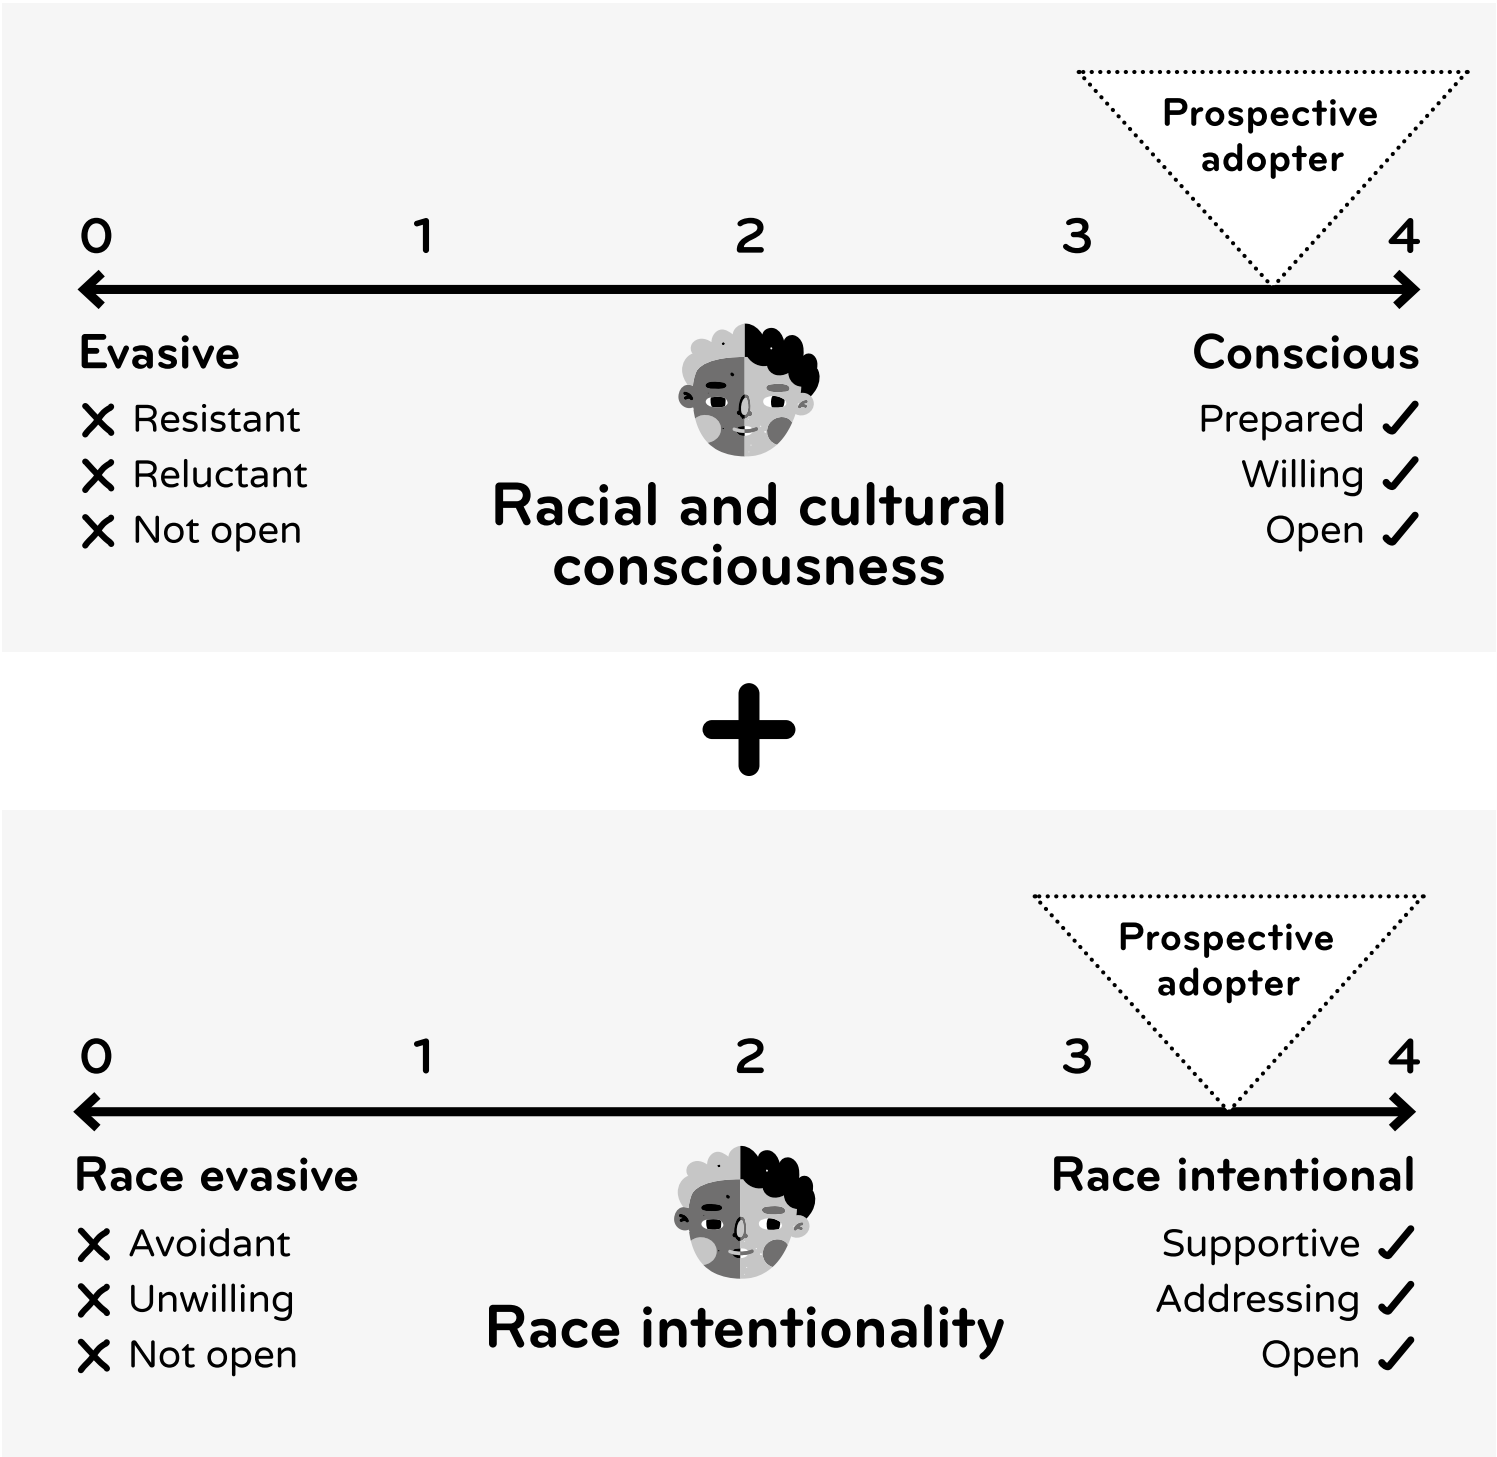 Prospective
adopter
0 1 2 3 4
Evasive
Resistant
Reluctant
Not open
Racial and cultural
consciousness
Conscious
Prepared
Willing
Open
+
Prospective
adopter
0 1 2 3 4
Race evasive
Avoidant
Unwilling
Not open
Race intentionality
Race intentional
Supportive
Addressing
Open